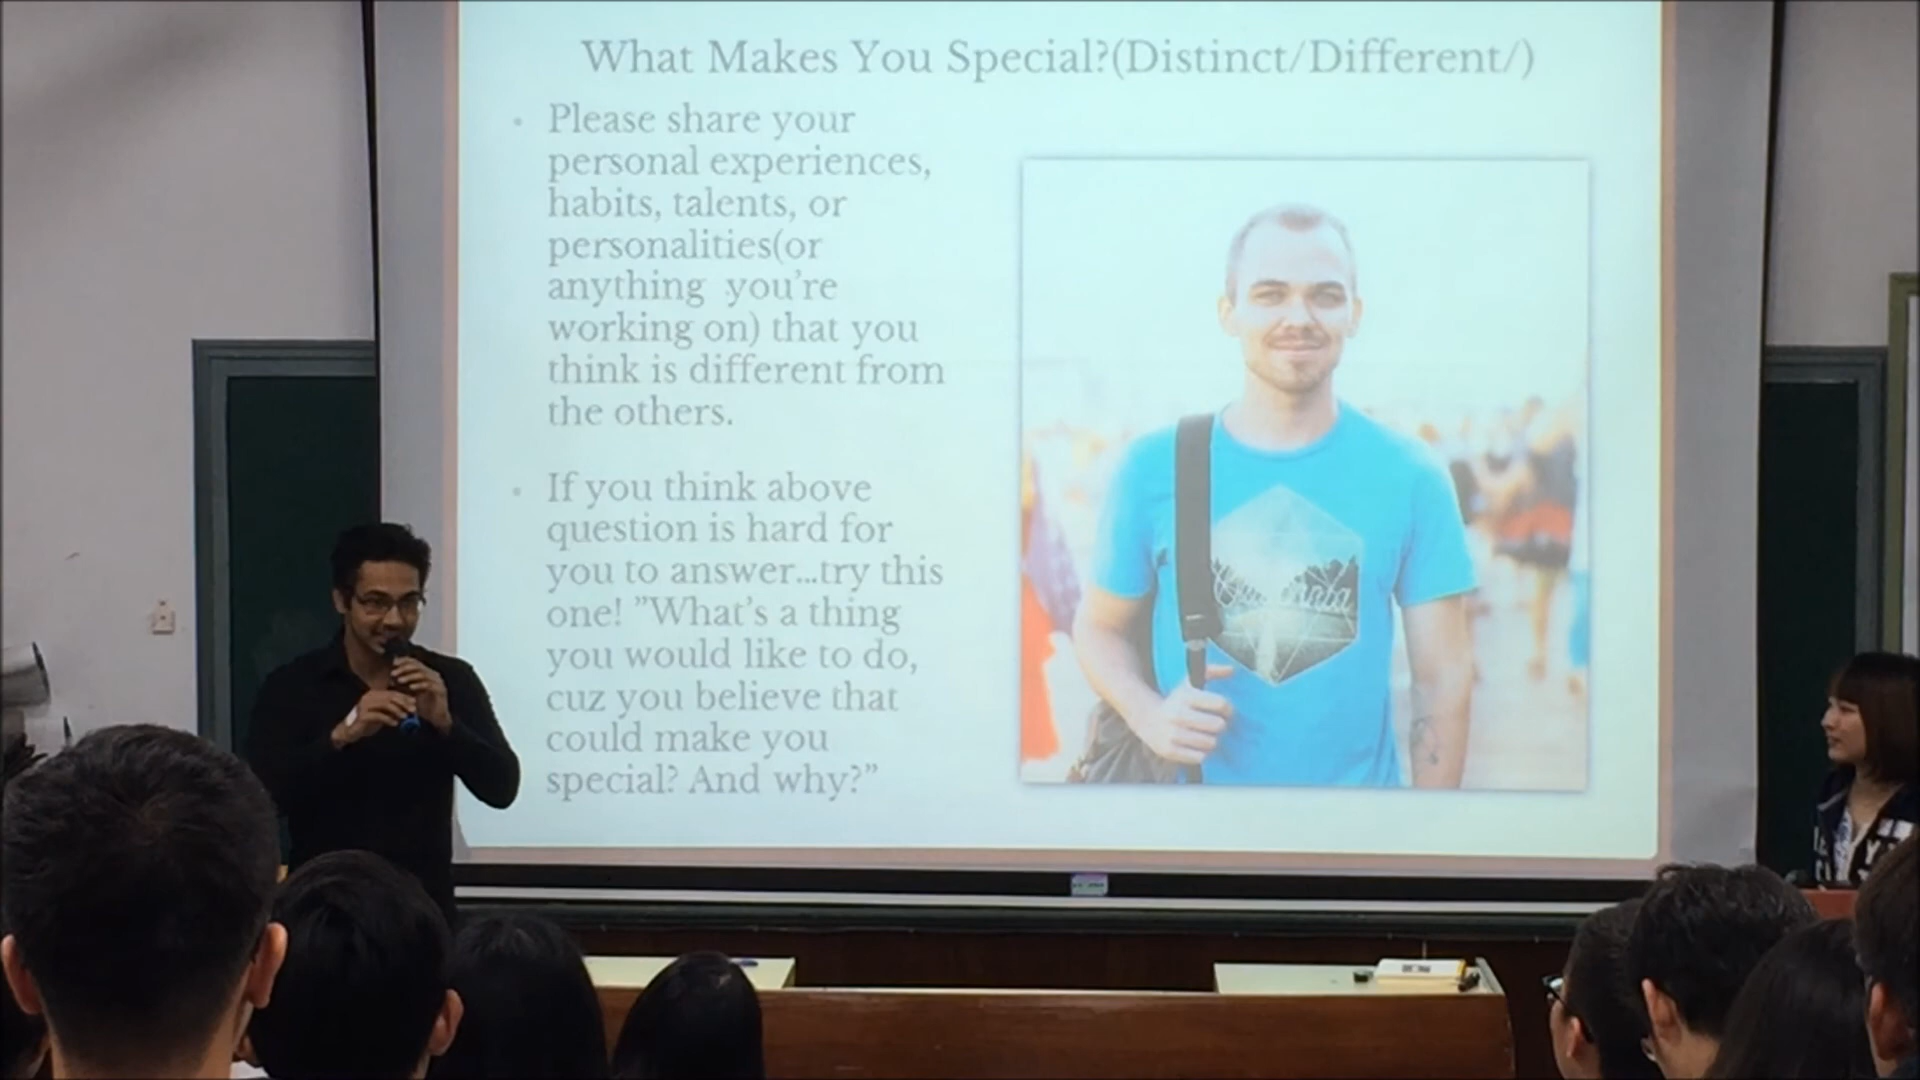 What Makes You Special?(Distinct/Different/)
• Please share your
personal experiences,
habits, talents, or
personalities(or
anything you're
working on) that you
think is different from
the others.
• If you think above
question is hard for
you to answer...try this
one! "What's a thing
you would like to do,
cuz you believe that
could make you
special? And why?"